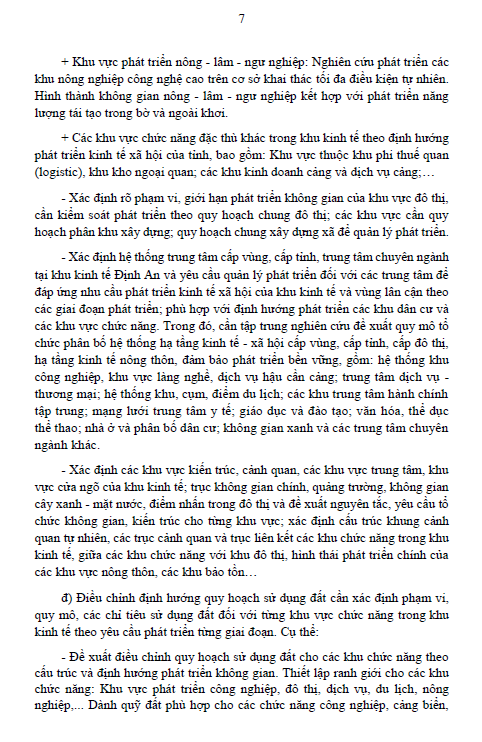 7
+ Khu vực phát triển nông - lâm - ngư nghiệp: Nghiên cứu phát triển các
khu nông nghiệp công nghệ cao trên cơ sở khai thác tối đa điều kiện tự nhiên.
Hình thành không gian nông - lâm - ngư nghiệp kết hợp với phát triển năng
lượng tái tạo trong bờ và ngoài khơi.
+ Các khu vực chức năng đặc thù khác trong khu kinh tế theo định hướng
phát triển kinh tế xã hội của tỉnh, bao gồm: Khu vực thuộc khu phi thuế quan
(logistic), khu kho ngoại quan; các khu kinh doanh cảng và dịch vụ cảng;…
- Xác định rõ phạm vi, giới hạn phát triển không gian của khu vực đô thị,
cần kiểm soát phát triển theo quy hoạch chung đô thị; các khu vực cần quy
hoạch phân khu xây dựng; quy hoạch chung xây dựng xã để quản lý phát triển.
- Xác định hệ thống trung tâm cấp vùng, cấp tỉnh, trung tâm chuyên ngành
tại khu kinh tế Định An và yêu cầu quản lý phát triển đối với các trung tâm để
đáp ứng nhu cầu phát triển kinh tế xã hội của khu kinh tế và vùng lân cận theo
các giai đoạn phát triển; phù hợp với định hướng phát triển các khu dân cư và
các khu vực chức năng. Trong đó, cần tập trung nghiên cứu đề xuất quy mô tổ
chức phân bố hệ thống hạ tầng kinh tế - xã hội cấp vùng, cấp tỉnh, cấp đô thị,
hạ tầng kinh tế nông thôn, đảm bảo phát triển bền vững, gồm: hệ thống khu
công nghiệp, khu vực làng nghề, dịch vụ hậu cần cảng; trung tâm dịch vụ -
thương mại; hệ thống khu, cụm, điểm du lịch; các khu trung tâm hành chính
tập trung; mạng lưới trung tâm y tế; giáo dục và đào tạo; văn hóa, thể dục
thể thao; nhà ở và phân bố dân cư; không gian xanh và các trung tâm chuyên
ngành khác.
- Xác định các khu vực kiến trúc, cảnh quan, các khu vực trung tâm, khu
vực cửa ngõ của khu kinh tế; trục không gian chính, quảng trường, không gian
cây xanh - mặt nước, điểm nhấn trong đô thị và đề xuất nguyên tắc, yêu cầu tổ
chức không gian, kiến trúc cho từng khu vực; xác định cấu trúc khung cảnh
quan tự nhiên, các trục cảnh quan và trục liên kết các khu chức năng trong khu
kinh tế, giữa các khu chức năng với khu đô thị, hình thái phát triển chính của
các khu vực nông thôn, các khu bảo tồn…
đ) Điều chỉnh định hướng quy hoạch sử dụng đất cần xác định phạm vi,
quy mô, các chỉ tiêu sử dụng đất đối với từng khu vực chức năng trong khu
kinh tế theo yêu cầu phát triển từng giai đoạn. Cụ thể:
- Đề xuất điều chỉnh quy hoạch sử dụng đất cho các khu chức năng theo
cấu trúc và định hướng phát triển không gian. Thiết lập ranh giới cho các khu
chức năng: Khu vực phát triển công nghiệp, đô thị, dịch vụ, du lịch, nông
nghiệp,... Dành quỹ đất phù hợp cho các chức năng công nghiệp, cảng biển,